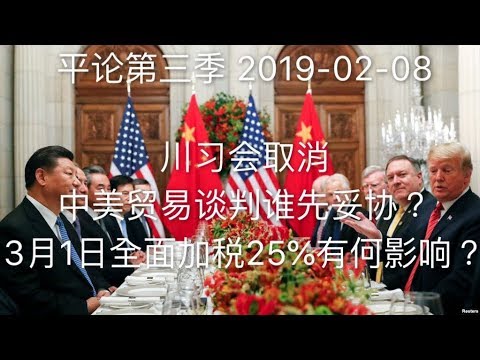 平论第三季 2019-02-08
川习会取消
中美贸易谈判谁先妥协？
3月1日全面加税25%有何影响？
Reuters